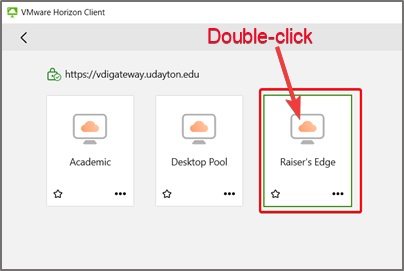 VMware Horizon Client
Double-click
https://vdigateway.udayton.edu
Academic
Desktop Pool
Raiser's Edge